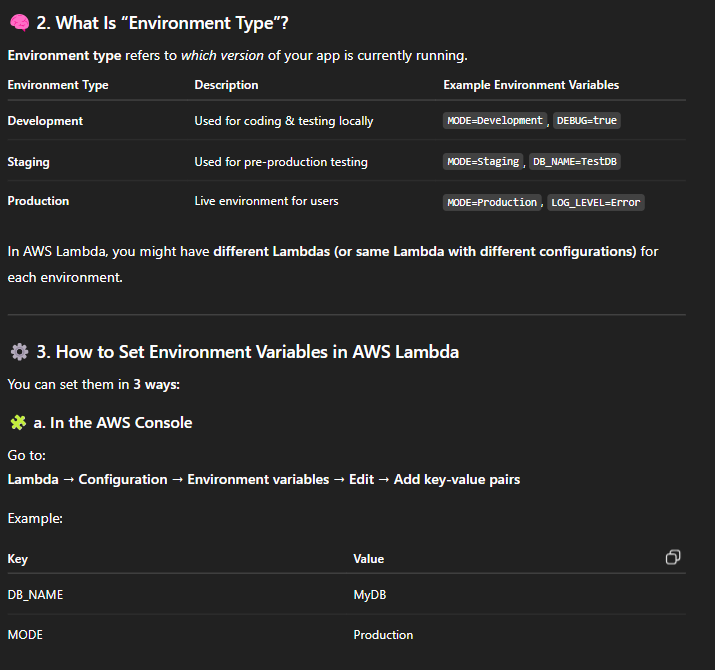 🧠 2. What Is “Environment Type”?
Environment type refers to which version of your app is currently running.
Environment Type Description Example Environment Variables
Development Used for coding & testing locally MODE=Development, DEBUG=true
Staging Used for pre-production testing MODE=Staging, DB_NAME=TestDB
Production Live environment for users MODE=Production, LOG_LEVEL=Error
In AWS Lambda, you might have different Lambdas (or same Lambda with different configurations) for
each environment.
⚙️ 3. How to Set Environment Variables in AWS Lambda
You can set them in 3 ways:
🧩 a. In the AWS Console
Go to:
Lambda → Configuration → Environment variables → Edit → Add key-value pairs
Example:
Key Value
DB_NAME MyDB
MODE Production